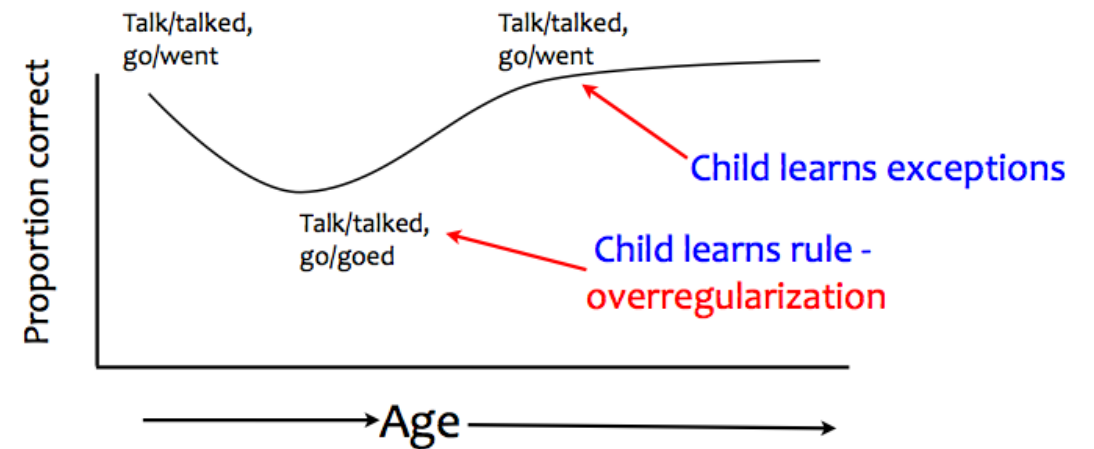 Talk/talked,
go/went
Talk/talked,
go/went
Proportion correct
Child learns exceptions
Talk/talked,
go/goed
Child learns rule -
overregularization
Age